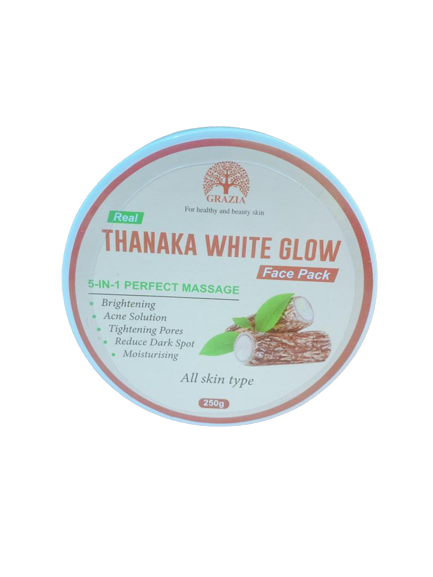 GRAZIA
For healthy and beauty skin
Real
THANAKA WHITE GLOW
Face Pack
5-IN-1 PERFECT MASSAGE
Brightening
Acne Solution
Tightening Pores
Reduce Dark Spot
Moisturising
All skin type
250g